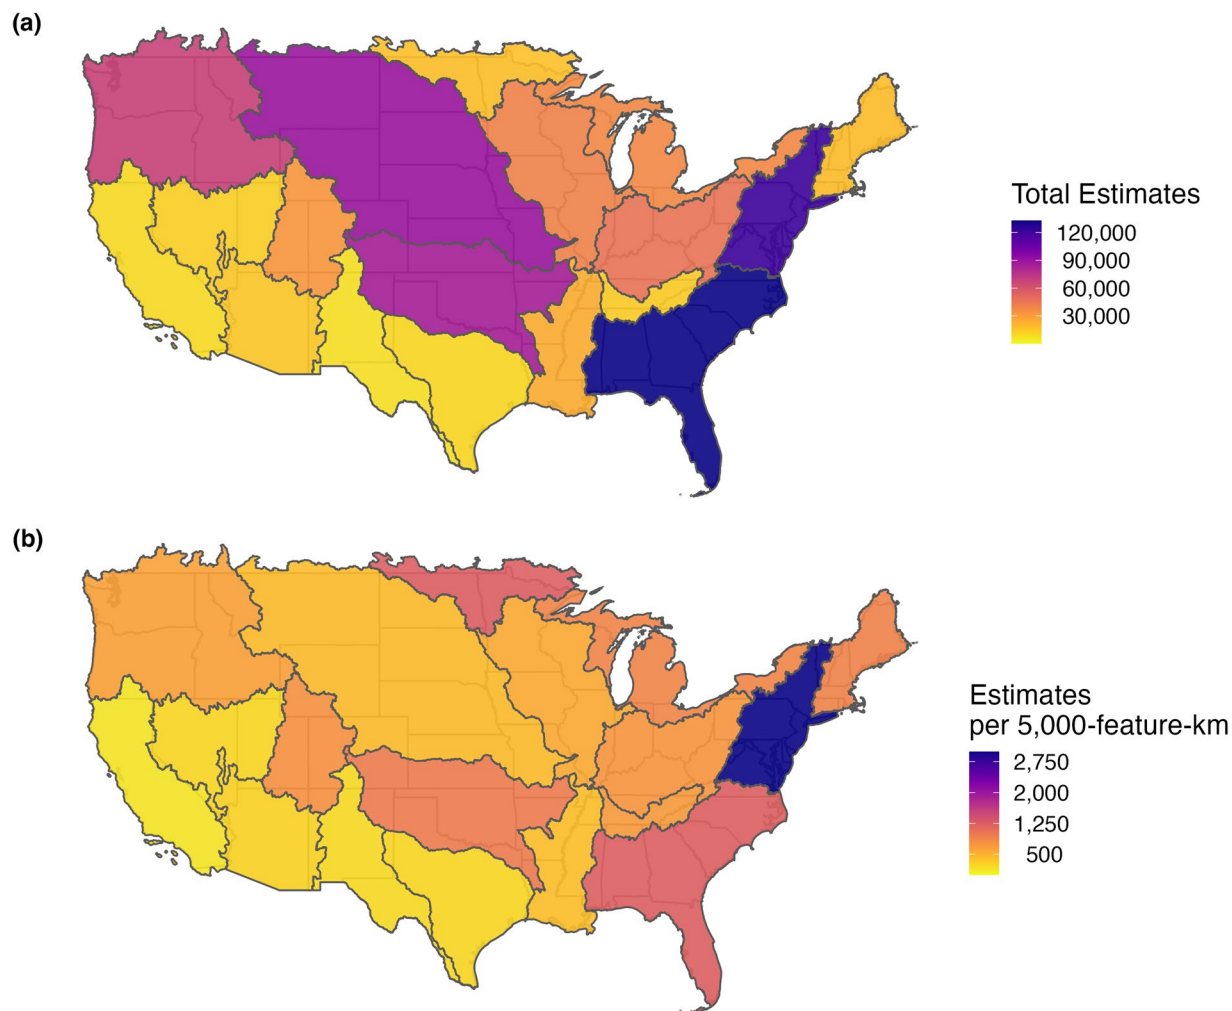 (a)
Total Estimates
120,000
90,000
60,000
30,000
(b)
Estimates
per 5,000-feature-km
2,750
2,000
1,250
500